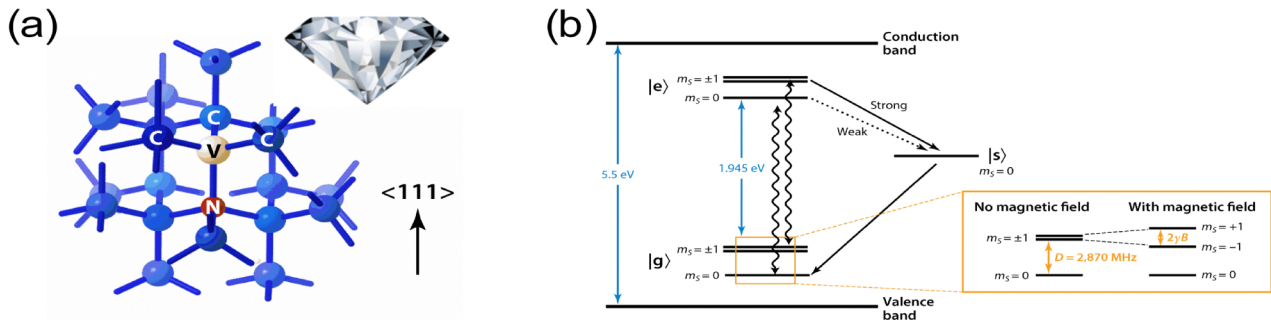 (a)
C
C
C
V
N
<111>
(b)
Conduction
band
mS = ±1
|e⟩
mS = 0
Strong
Weak
|s⟩
mS = 0
5.5 eV
1.945 eV
No magnetic field
With magnetic field
mS = ±1
mS = +1
2γB
mS = −1
D = 2,870 MHz
mS = 0
mS = 0
mS = ±1
|g⟩
mS = 0
Valence
band